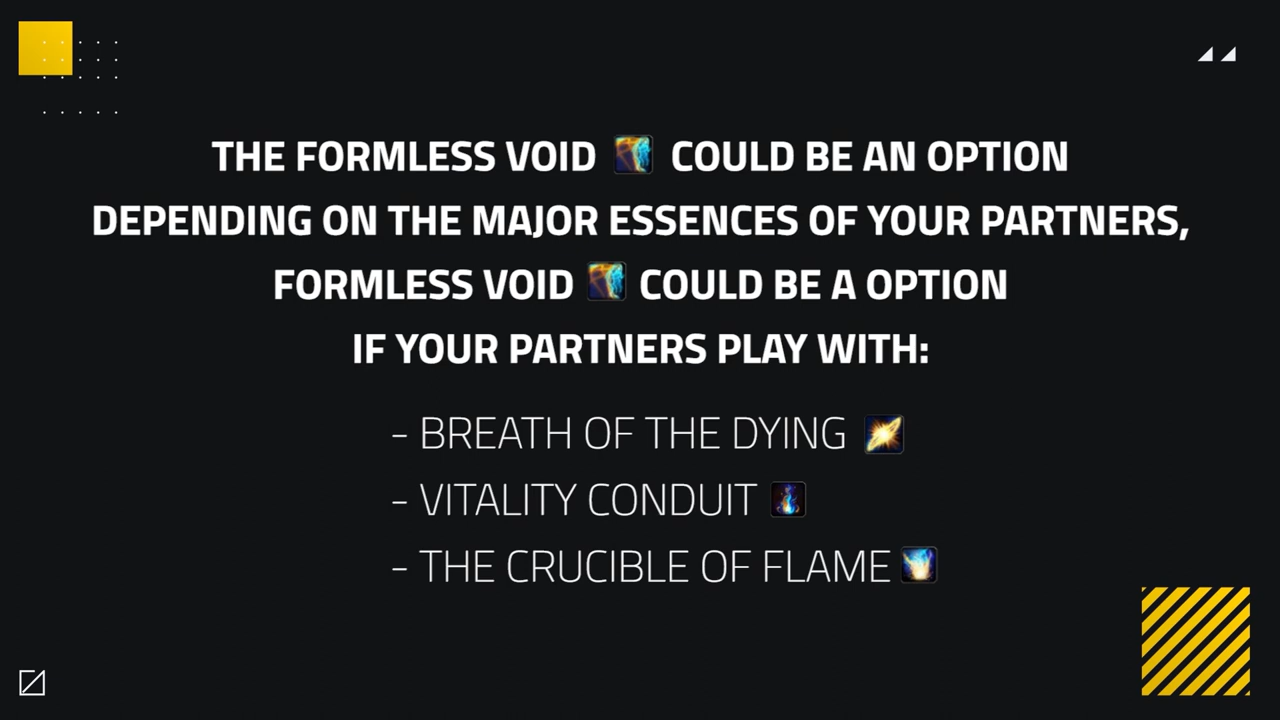 THE FORMLESS VOID COULD BE AN OPTION
DEPENDING ON THE MAJOR ESSENCES OF YOUR PARTNERS,
FORMLESS VOID COULD BE A OPTION
IF YOUR PARTNERS PLAY WITH:
- BREATH OF THE DYING
- VITALITY CONDUIT
- THE CRUCIBLE OF FLAME